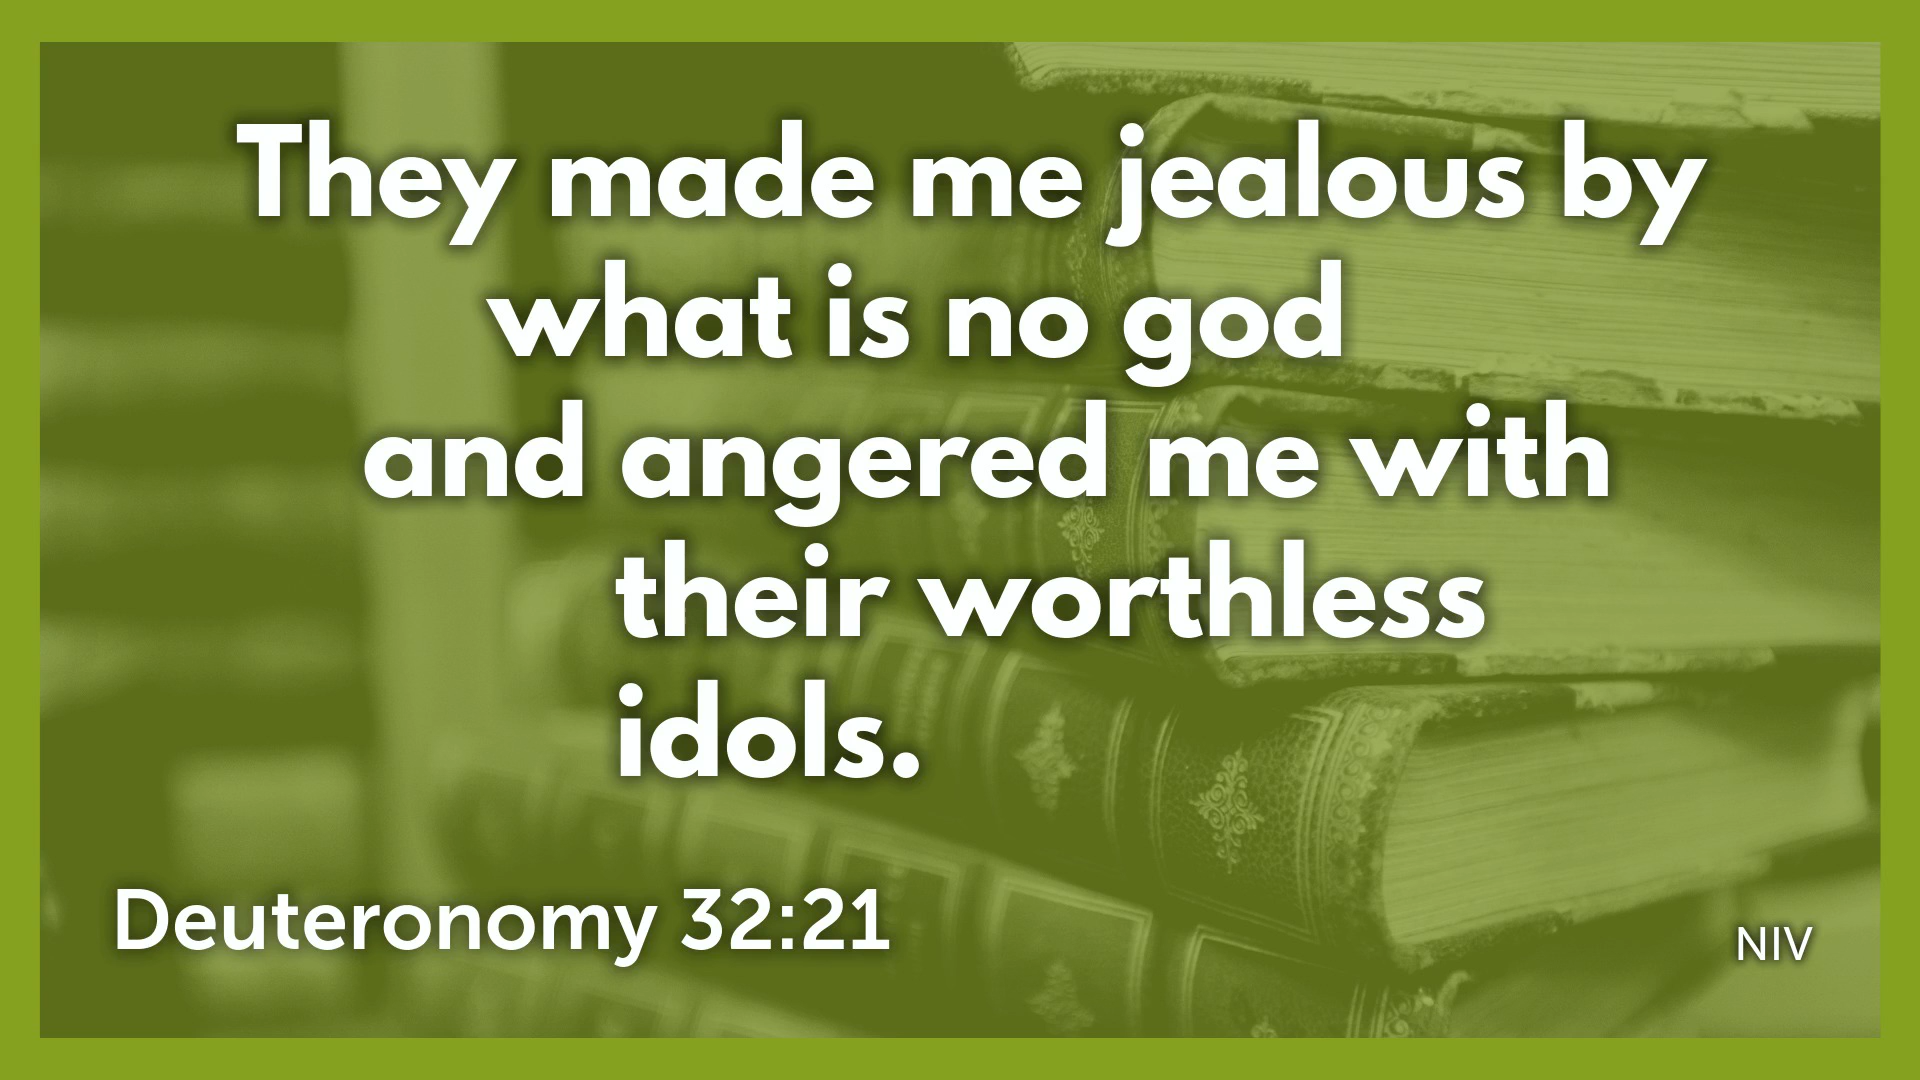 They made me jealous by
what is no god
and angered me with
their worthless
idols.
Deuteronomy 32:21
NIV